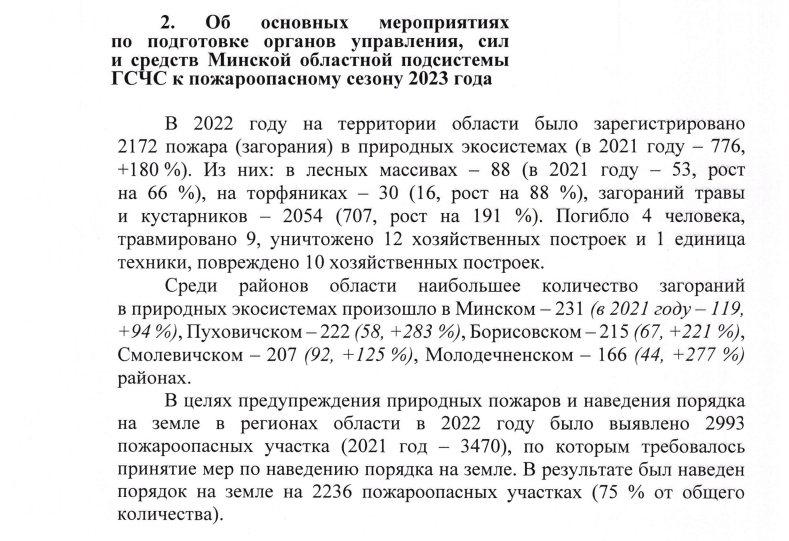 2. Об основных мероприятиях
по подготовке органов управления, сил
и средств Минской областной подсистемы
ГСЧС к пожароопасному сезону 2023 года
В 2022 году на территории области было зарегистрировано
2172 пожара (загорания) в природных экосистемах (в 2021 году – 776,
+180 %). Из них: в лесных массивах – 88 (в 2021 году – 53, рост
на 66 %), на торфяниках – 30 (16, рост на 88 %), загораний травы
и кустарников – 2054 (707, рост на 191 %). Погибло 4 человека,
травмировано 9, уничтожено 12 хозяйственных построек и 1 единица
техники, повреждено 10 хозяйственных построек.
Среди районов области наибольшее количество загораний
в природных экосистемах произошло в Минском – 231 (в 2021 году – 119,
+94 %), Пуховичском – 222 (58, +283 %), Борисовском – 215 (67, +221 %),
Смолевичском – 207 (92, +125 %), Молодечненском – 166 (44, +277 %)
районах.
В целях предупреждения природных пожаров и наведения порядка
на земле в регионах области в 2022 году было выявлено 2993
пожароопасных участка (2021 год – 3470), по которым требовалось
принятие мер по наведению порядка на земле. В результате был наведен
порядок на земле на 2236 пожароопасных участках (75 % от общего
количества).